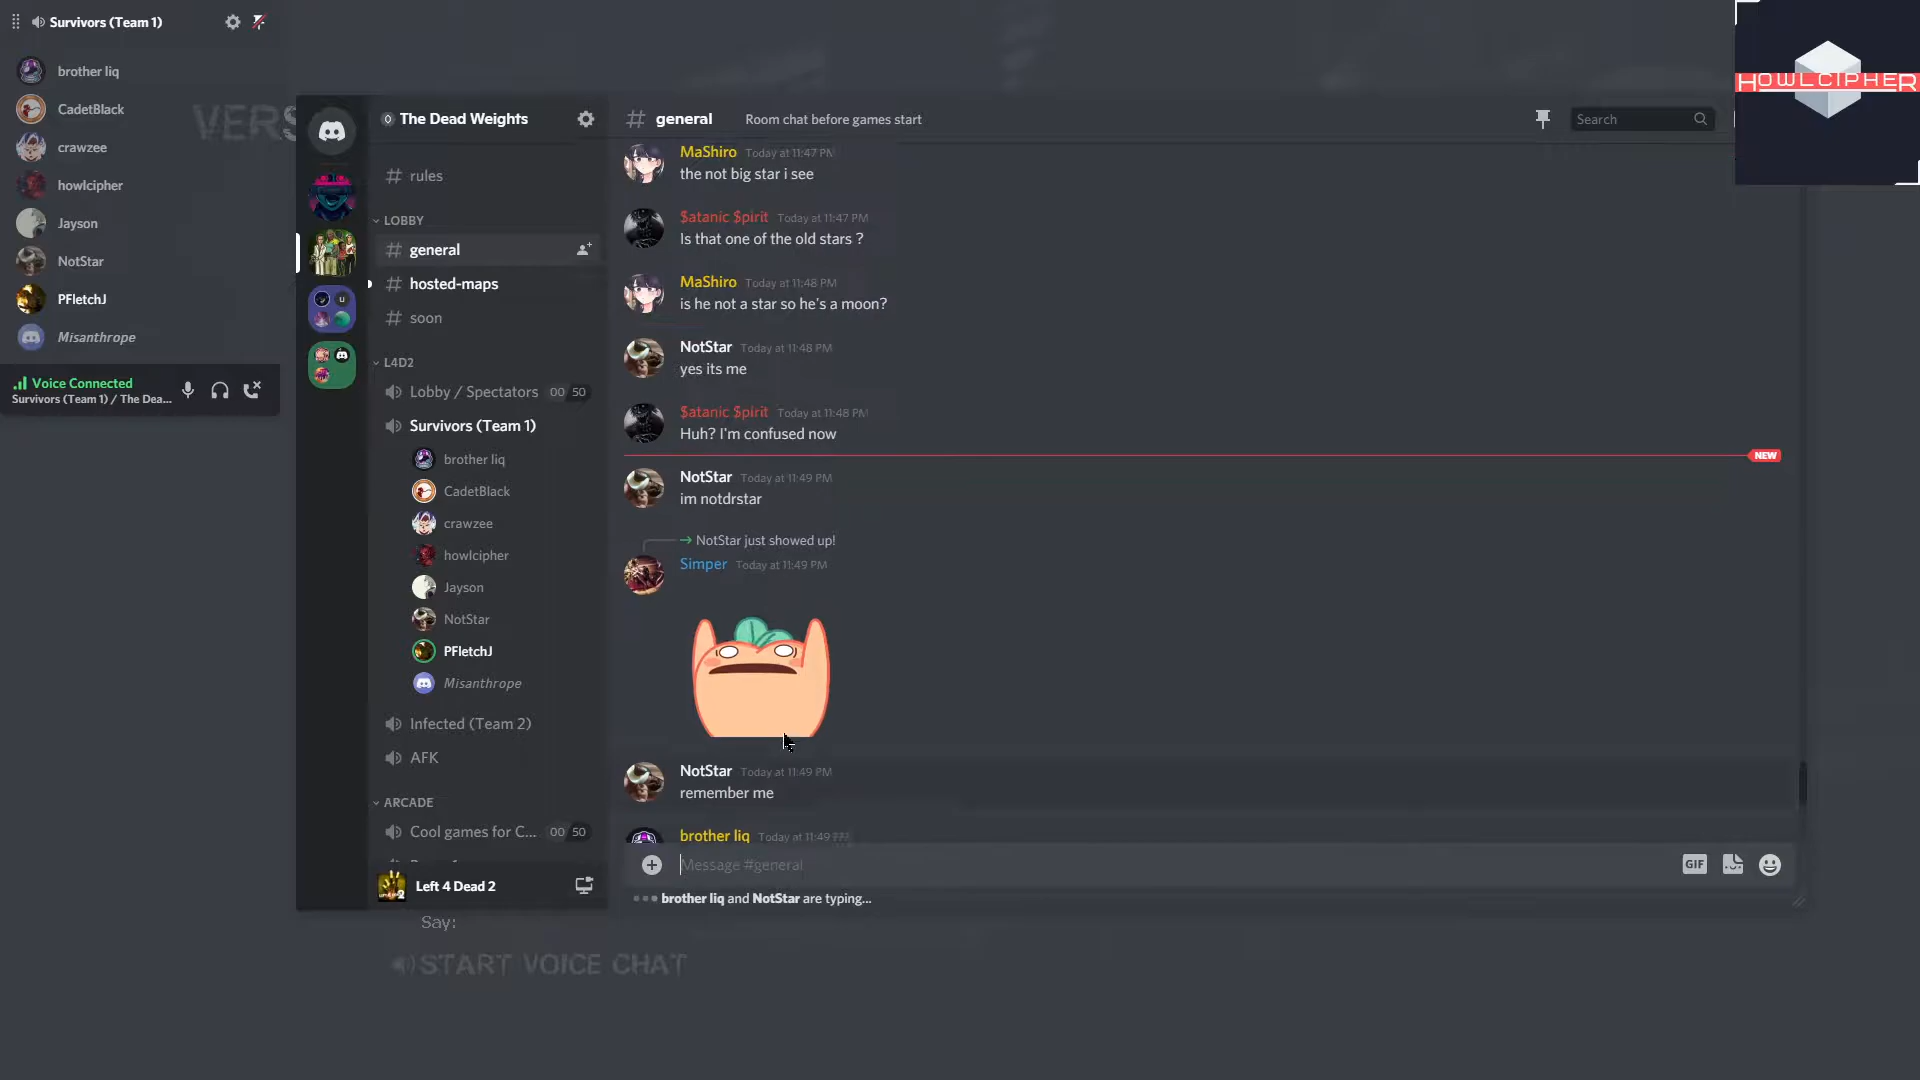 Survivors (Team 1)
brother liq
CadetBlack
crawzee
howlcipher
Jayson
NotStar
PFletchJ
Misanthrope
Voice Connected
Survivors (Team 1) / The Dea...
VERS
The Dead Weights
rules
LOBBY
general
hosted-maps
soon
L4D2
Lobby / Spectators 00 50
Survivors (Team 1)
brother liq
CadetBlack
crawzee
howlcipher
Jayson
NotStar
PFletchJ
Misanthrope
Infected (Team 2)
AFK
ARCADE
Cool games for C... 00 50
Left 4 Dead 2
# general Room chat before games start
Search
HOWLCIPHER
MaShiro Today at 11:47 PM
the not big star i see
$atanic $pirit Today at 11:47 PM
Is that one of the old stars ?
MaShiro Today at 11:48 PM
is he not a star so he's a moon?
NotStar Today at 11:48 PM
yes its me
$atanic $pirit Today at 11:48 PM
Huh? I'm confused now
NEW
NotStar Today at 11:49 PM
im notdrstar
NotStar just showed up!
Simper Today at 11:49 PM
NotStar Today at 11:49 PM
remember me
brother liq Today at 11:49
Message #general
GIF
brother liq and NotStar are typing...
Say:
START VOICE CHAT